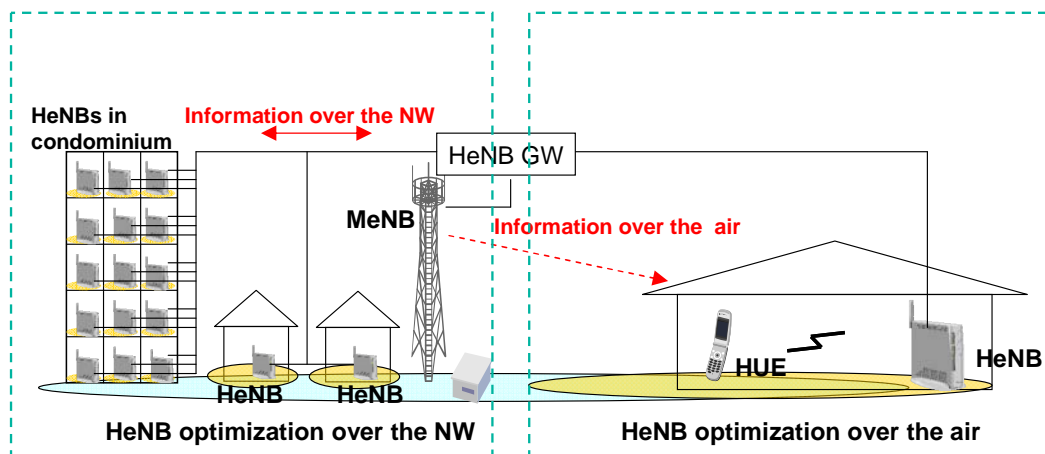 HeNBs in
condominium
Information over the NW
HeNB GW
MeNB
Information over the air
HUE
HeNB
HeNB
HeNB
HeNB optimization over the NW
HeNB optimization over the air